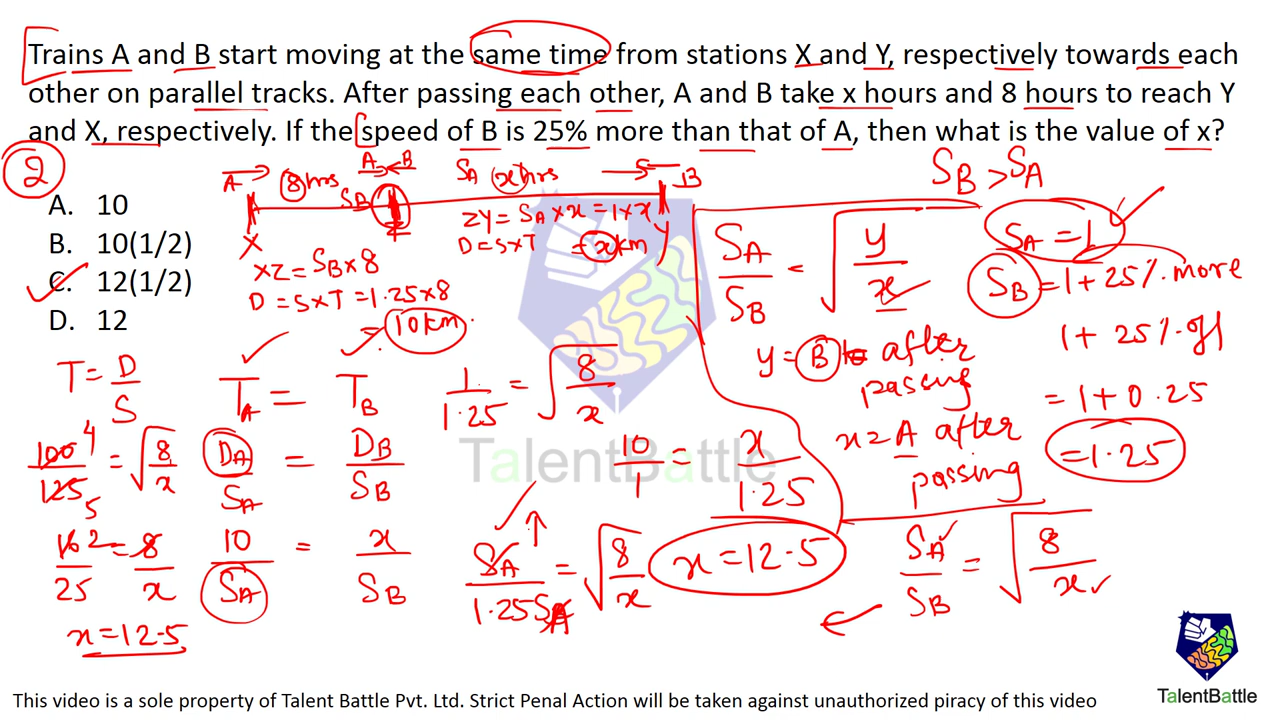 Trains A and B start moving at the same time from stations X and Y, respectively towards each
other on parallel tracks. After passing each other, A and B take x hours and 8 hours to reach Y
and X, respectively. If the speed of B is 25% more than that of A, then what is the value of x?
2
A. 10
B. 10(1/2)
C. 12(1/2)
D. 12
A 8hrs A B SA x hrs B
SB
X Z Y
XZ = SB × 8
D = S × T = 1.25 × 8
= 10 km.
ZY = SA × x = 1 × x
D = S × T = x km
SB > SA
SA/SB = √(y/x)
SA = 1
SB = 1 + 25% more
1 + 25% of 1
= 1 + 0.25
= 1.25
y = B after
passing
x = A after
passing
SA/SB = √(8/x)
T = D/S
TA = TB
DA/SA = DB/SB
10/SA = x/SB
1/1.25 = √(8/x)
10/1 = x/1.25
x = 12.5
SA/1.25SA = √(8/x)
100/125 4/5 = √(8/x)
16 2/25 = 8/x
x = 12.5
TalentBattle
TalentBattle
This video is a sole property of Talent Battle Pvt. Ltd. Strict Penal Action will be taken against unauthorized piracy of this video